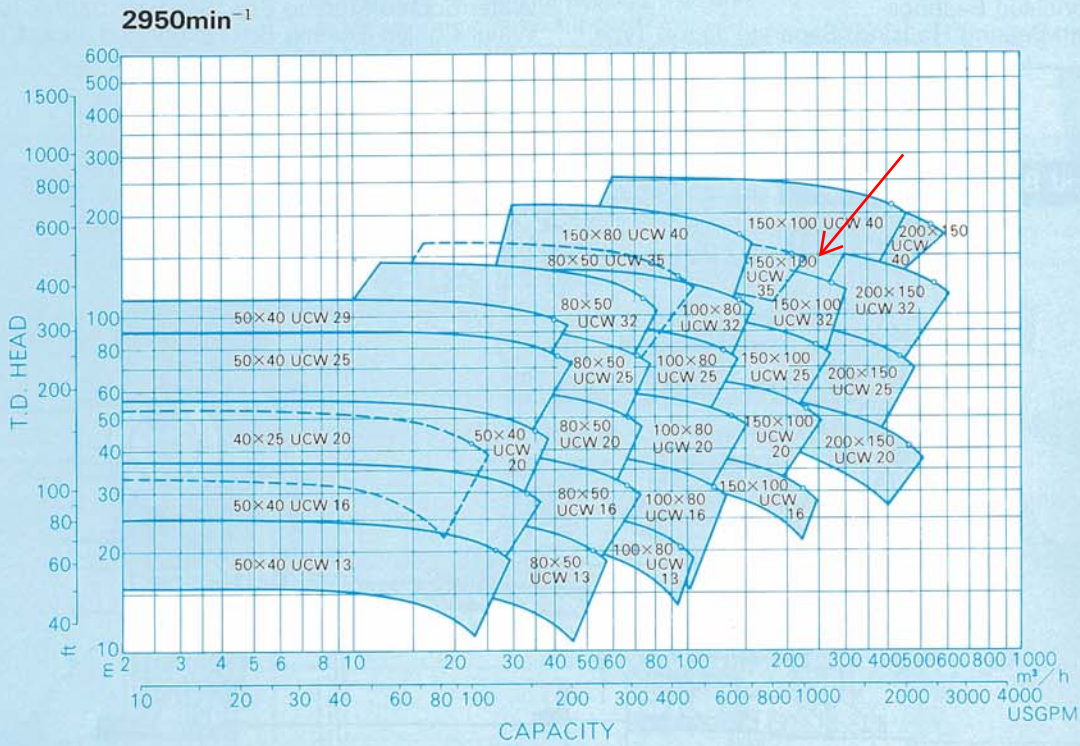 2950min⁻¹
600
500
400
300
200
100
80
60
50
40
30
20
10
m
1500
1000
800
600
400
300
200
100
80
60
40
ft
T.D. HEAD
150×100 UCW 40
200×150
UCW
40
150×80 UCW 40
80×50 UCW 35
150×100
UCW
35
200×150
UCW 32
80×50
UCW 32
100×80
UCW 32
150×100
UCW 32
50×40 UCW 29
50×40 UCW 25
80×50
UCW 25
100×80
UCW 25
150×100
UCW 25
200×150
UCW 25
40×25 UCW 20
50×40
UCW
20
80×50
UCW 20
100×80
UCW 20
150×100
UCW
20
200×150
UCW 20
50×40 UCW 16
80×50
UCW 16
100×80
UCW 16
150×100
UCW
16
50×40 UCW 13
80×50
UCW 13
100×80
UCW
13
2 3 4 5 6 8 10 20 30 40 50 60 80 100 200 300 400 500 600 800 1000
m³/h
10 20 30 40 60 80 100 200 300 400 600 800 1000 2000 3000 4000
USGPM
CAPACITY